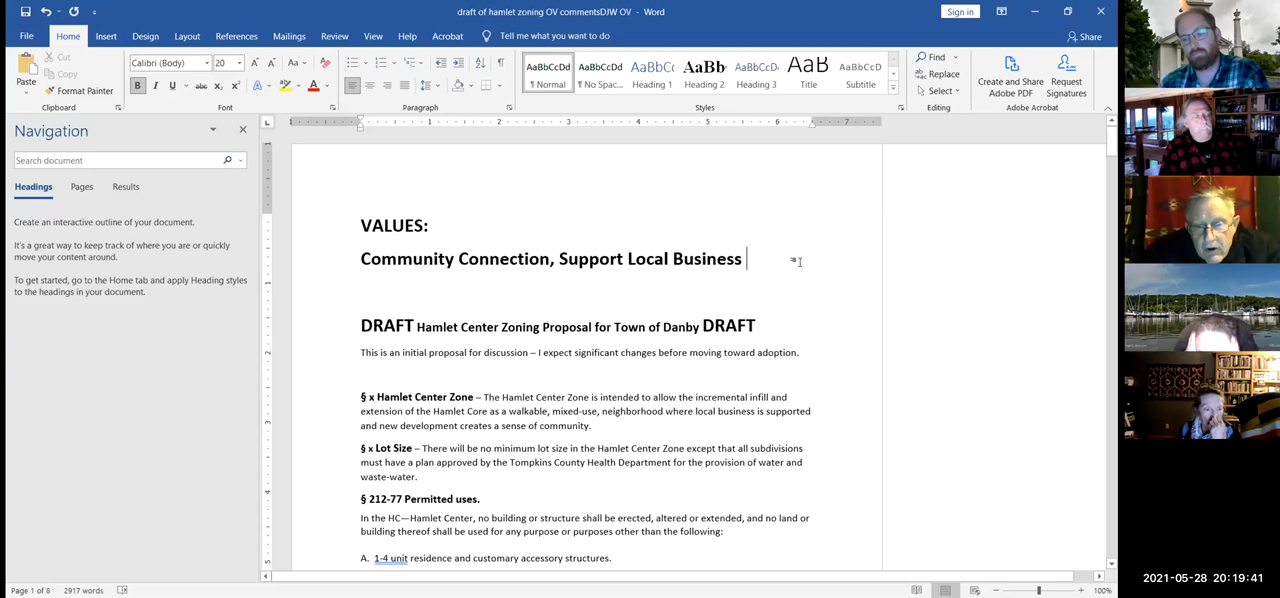 draft of hamlet zoning OV commentsDJW OV - Word
Sign in
File Home Insert Design Layout References Mailings Review View Help Acrobat Tell me what you want to do Share
Paste
Cut
Copy
Format Painter
Clipboard
Calibri (Body) 20
Font
Paragraph
AaBbCcDd AaBbCcDd AaBbCc AaBb AaBbCcD AaB AaBbCcD
¶ Normal ¶ No Spac... Heading 1 Heading 2 Heading 3 Title Subtitle
Styles
Find
Replace
Select
Editing
Create and Share
Adobe PDF
Request
Signatures
Adobe Acrobat
Navigation
Search document
Headings Pages Results
Create an interactive outline of your document.
It's a great way to keep track of where you are or quickly
move your content around.
To get started, go to the Home tab and apply Heading styles
to the headings in your document.
1 2 3 4 5 6 7
VALUES:
Community Connection, Support Local Business
DRAFT Hamlet Center Zoning Proposal for Town of Danby DRAFT
This is an initial proposal for discussion – I expect significant changes before moving toward adoption.
§ x Hamlet Center Zone – The Hamlet Center Zone is intended to allow the incremental infill and
extension of the Hamlet Core as a walkable, mixed-use, neighborhood where local business is supported
and new development creates a sense of community.
§ x Lot Size – There will be no minimum lot size in the Hamlet Center Zone except that all subdivisions
must have a plan approved by the Tompkins County Health Department for the provision of water and
waste-water.
§ 212-77 Permitted uses.
In the HC—Hamlet Center, no building or structure shall be erected, altered or extended, and no land or
building thereof shall be used for any purpose or purposes other than the following:
A. 1-4 unit residence and customary accessory structures.
Page 1 of 8 2917 words
100%
2021-05-28 20:19:41